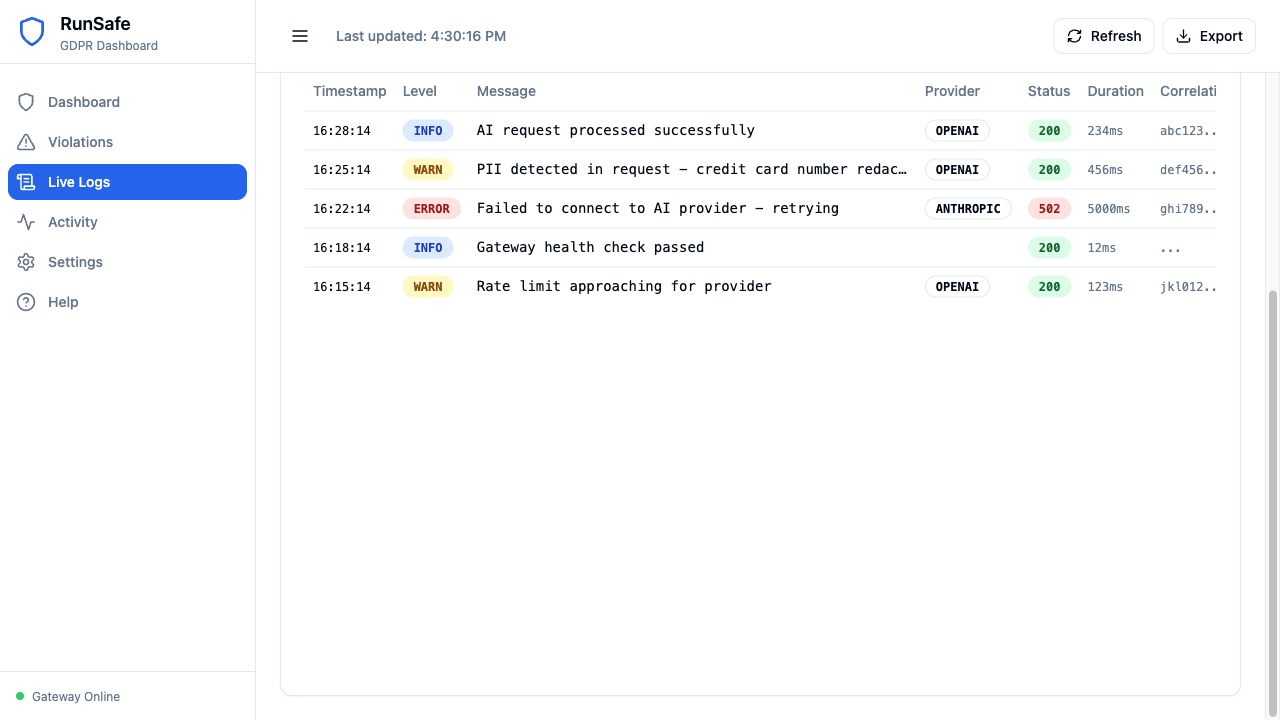 RunSafe
GDPR Dashboard
Dashboard
Violations
Live Logs
Activity
Settings
Help
Gateway Online
Last updated: 4:30:16 PM
Refresh
Export
Timestamp Level Message Provider Status Duration Correlati
16:28:14 INFO AI request processed successfully OPENAI 200 234ms abc123..
16:25:14 WARN PII detected in request – credit card number redac… OPENAI 200 456ms def456..
16:22:14 ERROR Failed to connect to AI provider – retrying ANTHROPIC 502 5000ms ghi789..
16:18:14 INFO Gateway health check passed 200 12ms ...
16:15:14 WARN Rate limit approaching for provider OPENAI 200 123ms jkl012..